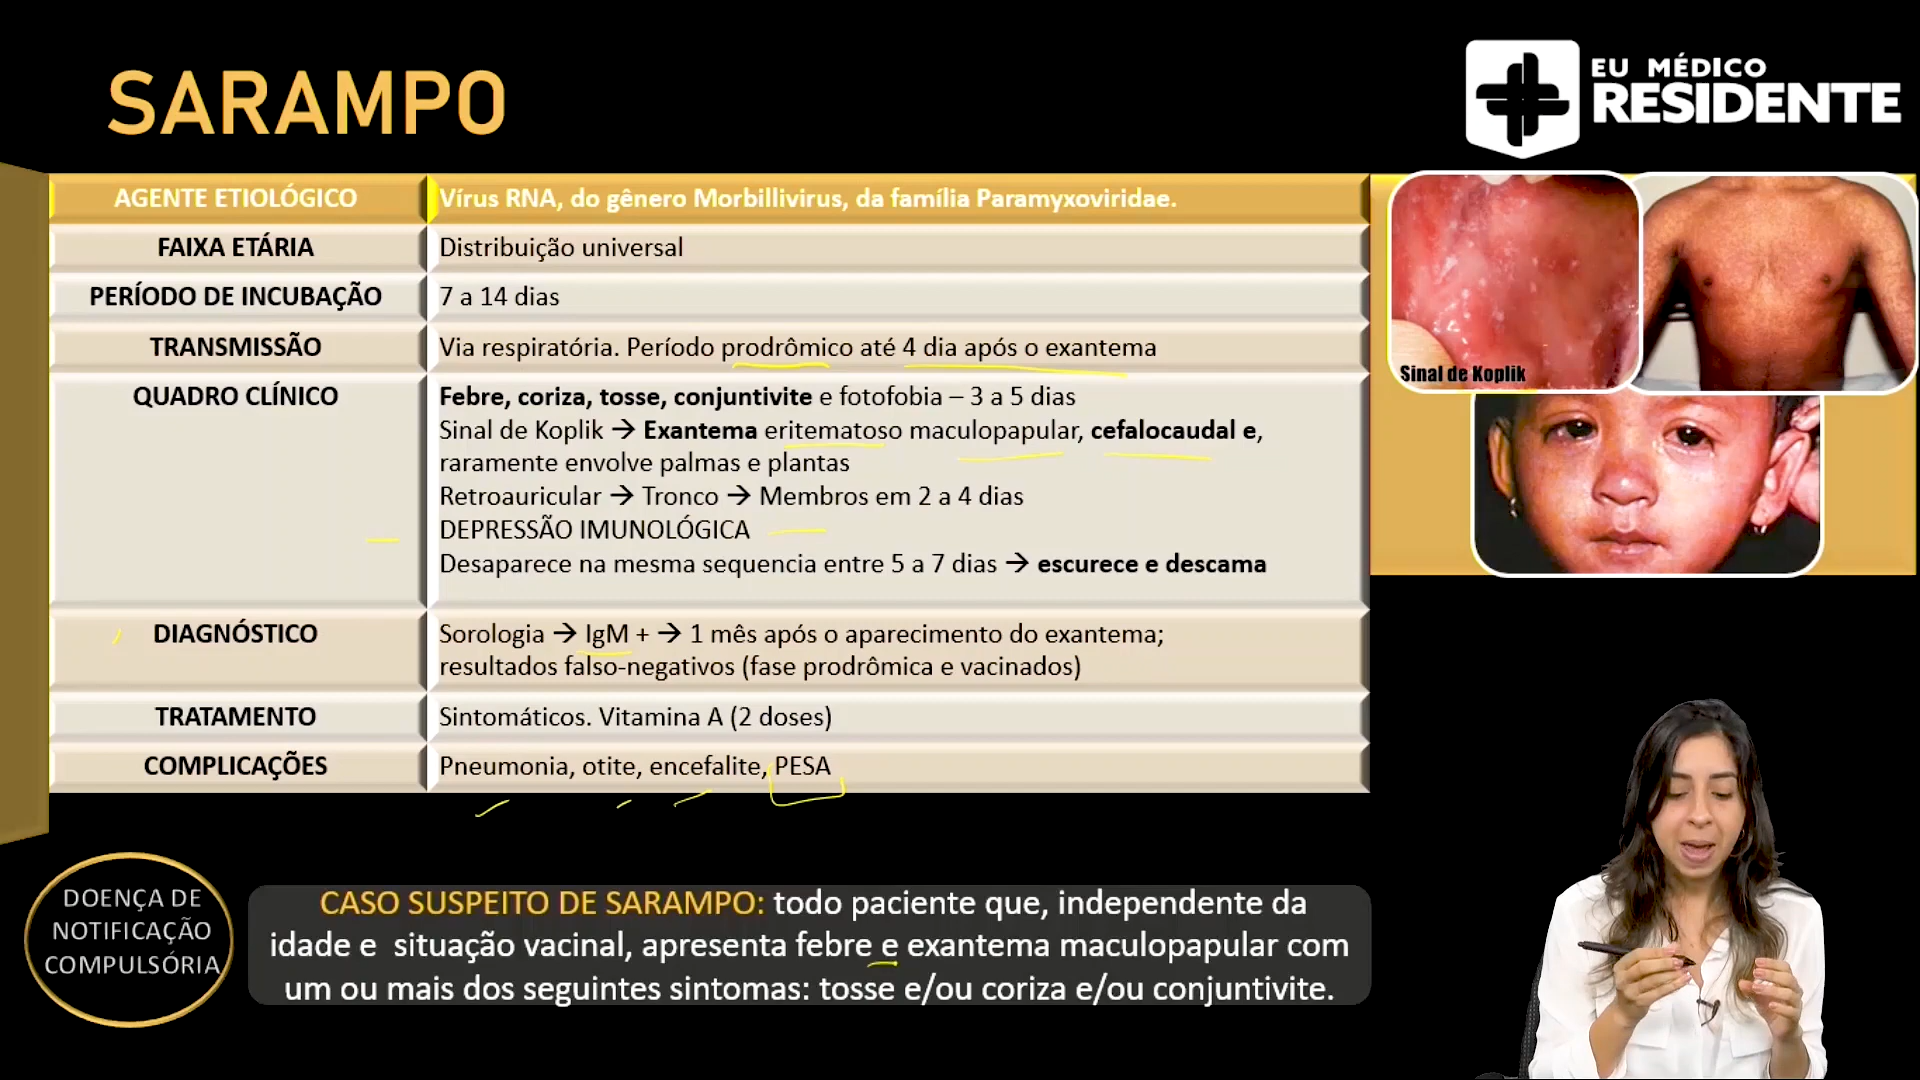 SARAMPO
EU MÉDICO
RESIDENTE
AGENTE ETIOLÓGICO
Vírus RNA, do gênero Morbillivirus, da família Paramyxoviridae.
FAIXA ETÁRIA
Distribuição universal
PERÍODO DE INCUBAÇÃO
7 a 14 dias
TRANSMISSÃO
Via respiratória. Período prodrômico até 4 dia após o exantema
QUADRO CLÍNICO
Febre, coriza, tosse, conjuntivite e fotofobia – 3 a 5 dias
Sinal de Koplik → Exantema eritematoso maculopapular, cefalocaudal e,
raramente envolve palmas e plantas
Retroauricular → Tronco → Membros em 2 a 4 dias
DEPRESSÃO IMUNOLÓGICA
Desaparece na mesma sequencia entre 5 a 7 dias → escurece e descama
DIAGNÓSTICO
Sorologia → IgM + → 1 mês após o aparecimento do exantema;
resultados falso-negativos (fase prodrômica e vacinados)
TRATAMENTO
Sintomáticos. Vitamina A (2 doses)
COMPLICAÇÕES
Pneumonia, otite, encefalite, PESA
Sinal de Koplik
DOENÇA DE
NOTIFICAÇÃO
COMPULSÓRIA
CASO SUSPEITO DE SARAMPO: todo paciente que, independente da
idade e situação vacinal, apresenta febre e exantema maculopapular com
um ou mais dos seguintes sintomas: tosse e/ou coriza e/ou conjuntivite.